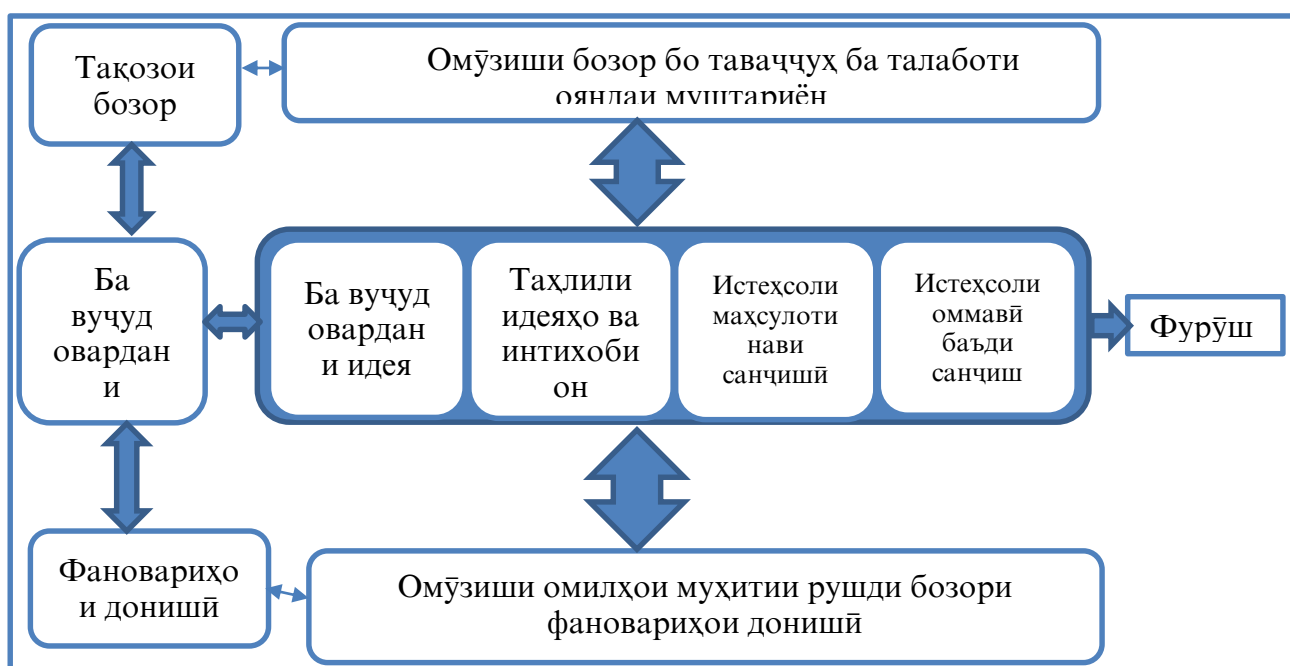 Тақозои
бозор
Омӯзиши бозор бо таваҷҷуҳ ба талаботи
ояндаи муштариён
Ба
вуҷуд
овардан
и
Ба вуҷуд
овардан
и идея
Таҳлили
идеяҳо ва
интихоби
он
Истеҳсоли
маҳсулоти
нави
санҷишӣ
Истеҳсоли
оммавӣ
баъди
санҷиш
Фурӯш
Фановариҳо
и донишӣ
Омӯзиши омилҳои муҳитии рушди бозори
фановариҳои донишӣ